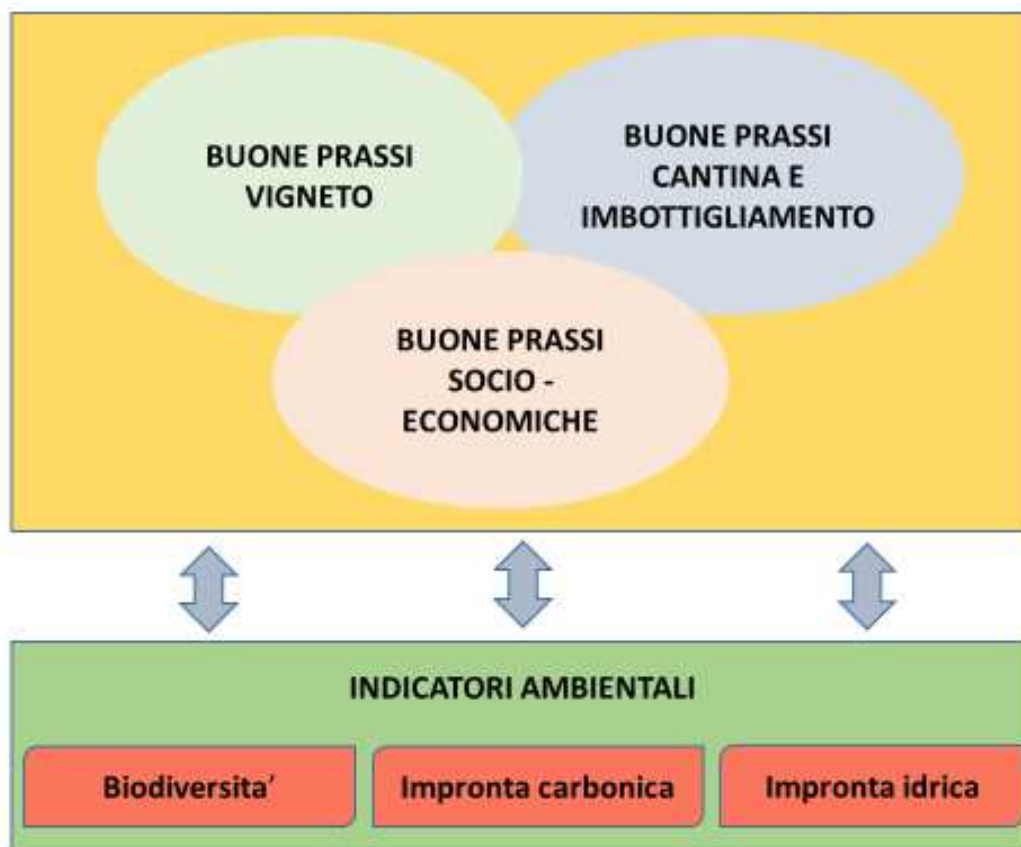 BUONE PRASSI
VIGNETO
BUONE PRASSI
CANTINA E
IMBOTTIGLIAMENTO
BUONE PRASSI
SOCIO -
ECONOMICHE
INDICATORI AMBIENTALI
Biodiversita’
Impronta carbonica
Impronta idrica